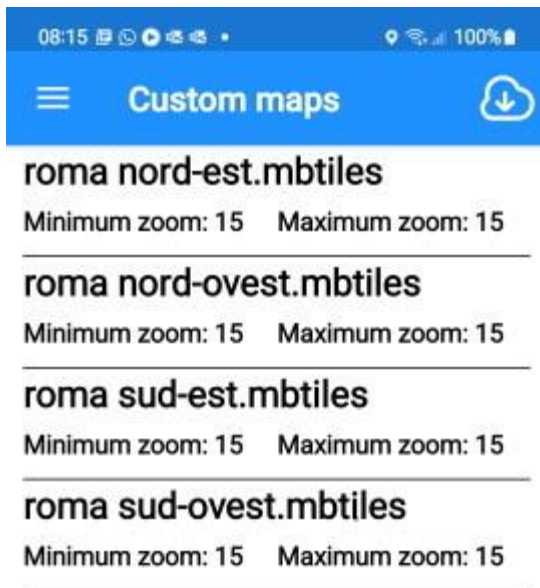 08:15 100%
Custom maps
roma nord-est.mbtiles
Minimum zoom: 15 Maximum zoom: 15
roma nord-ovest.mbtiles
Minimum zoom: 15 Maximum zoom: 15
roma sud-est.mbtiles
Minimum zoom: 15 Maximum zoom: 15
roma sud-ovest.mbtiles
Minimum zoom: 15 Maximum zoom: 15